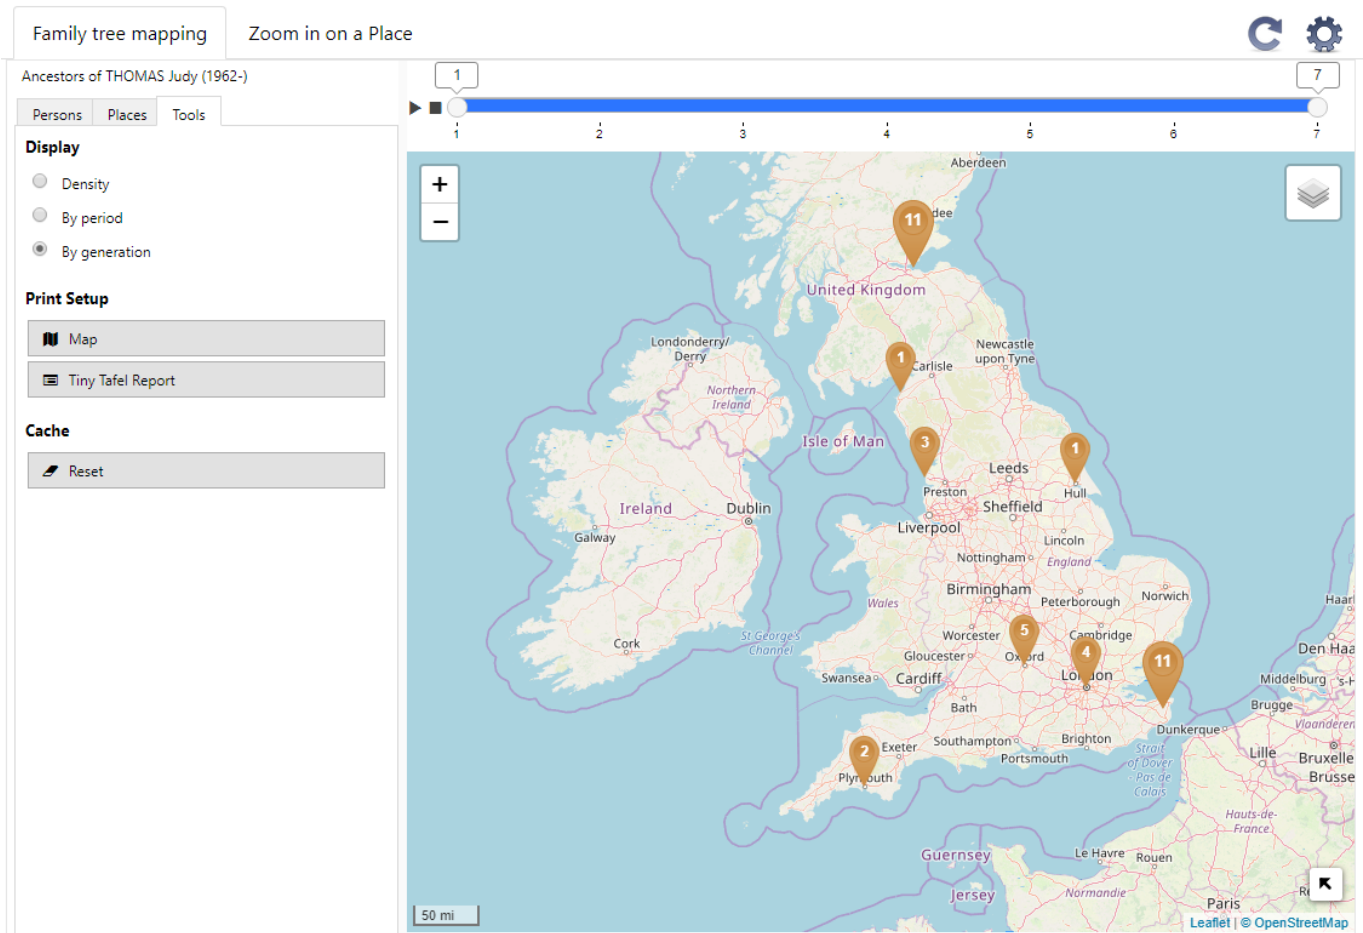 Family tree mapping
Zoom in on a Place
Ancestors of THOMAS Judy (1962-)
Persons
Places
Tools
Display
Density
By period
By generation
Print Setup
Map
Tiny Tafel Report
Cache
Reset
1
7
1
2
3
4
5
6
7
+
−
Aberdeen
11
dee
United Kingdom
Londonderry/
Derry
Newcastle
upon Tyne
1
Carlisle
Northern
Ireland
Isle of Man
3
1
Leeds
Preston
Hull
Ireland
Dublin
Sheffield
Liverpool
Galway
Lincoln
Nottingham
England
Birmingham
Peterborough
Norwich
Wales
Haarl
Cork
St George's
Channel
Worcester
5
Cambridge
4
11
Gloucester
Oxford
Den Haa
Swansea
Cardiff
London
Middelburg
's-H
Bath
Brugge
Vlaanderen
Dunkerque
2
Exeter
Southampton
Brighton
Portsmouth
Strait
of Dover
- Pas de
Calais
Lille
Bruxelle
Brusse
Plymouth
Hauts-de-
France
Guernsey
Le Havre
Rouen
Jersey
Normandie
Paris
50 mi
Leaflet | © OpenStreetMap